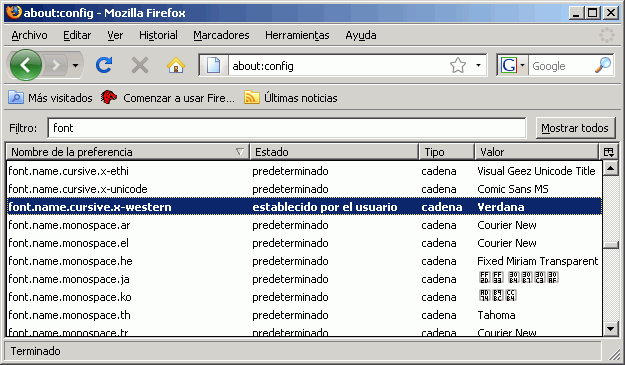 about:config - Mozilla Firefox
Archivo Editar Ver Historial Marcadores Herramientas Ayuda
about:config Google
Más visitados Comenzar a usar Fire... Últimas noticias
Filtro: font Mostrar todos
Nombre de la preferencia Estado Tipo Valor
font.name.cursive.x-ethi predeterminado cadena Visual Geez Unicode Title
font.name.cursive.x-unicode predeterminado cadena Comic Sans MS
font.name.cursive.x-western establecido por el usuario cadena Verdana
font.name.monospace.ar predeterminado cadena Courier New
font.name.monospace.el predeterminado cadena Courier New
font.name.monospace.he predeterminado cadena Fixed Miriam Transparent
font.name.monospace.ja predeterminado cadena
font.name.monospace.ko predeterminado cadena
font.name.monospace.th predeterminado cadena Tahoma
font.name.monospace.tr predeterminado cadena Courier New
Terminado